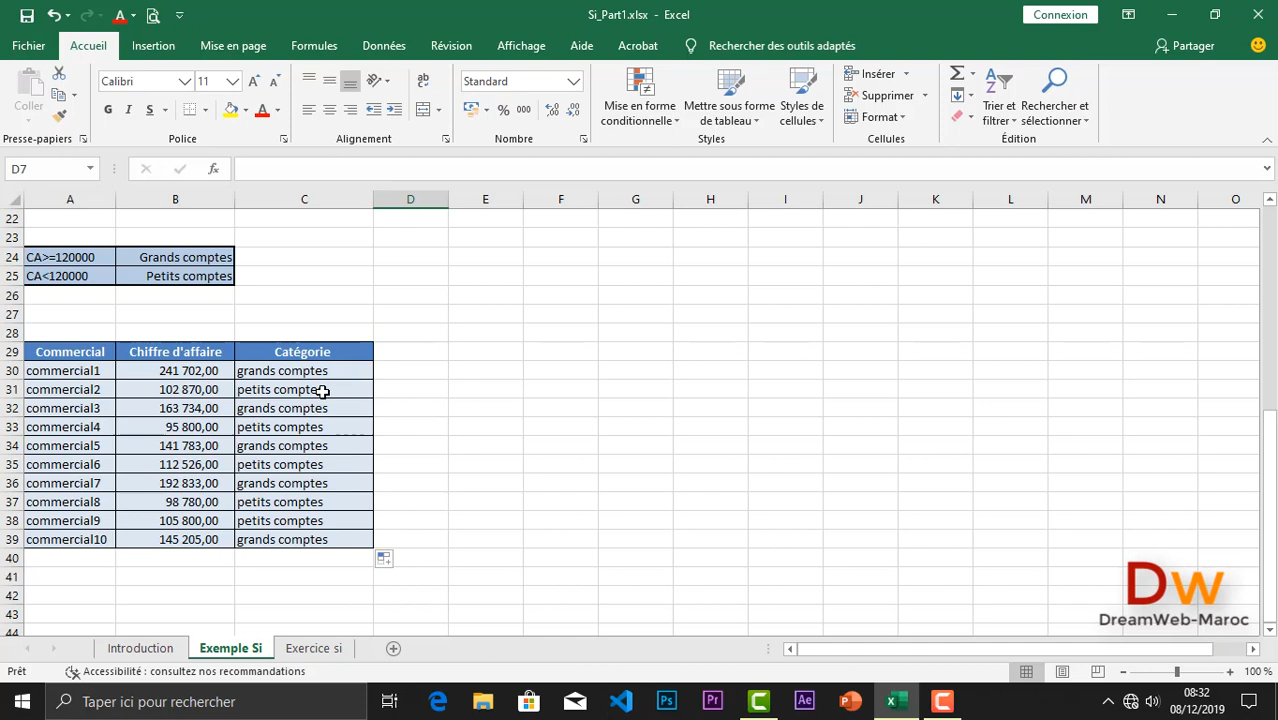 Si_Part1.xlsx - Excel
Connexion
Fichier Accueil Insertion Mise en page Formules Données Révision Affichage Aide Acrobat Rechercher des outils adaptés Partager
Coller
Presse-papiers
Calibri 11
G I S
Police
Alignement
Standard
% 000
Nombre
Mise en forme conditionnelle
Mettre sous forme de tableau
Styles de cellules
Styles
Insérer
Supprimer
Format
Cellules
Trier et filtrer
Rechercher et sélectionner
Édition
D7 fx
A B C D E F G H I J K L M N O
22
23
24 CA>=120000 Grands comptes
25 CA<120000 Petits comptes
26
27
28
29 Commercial Chiffre d'affaire Catégorie
30 commercial1 241 702,00 grands comptes
31 commercial2 102 870,00 petits comptes
32 commercial3 163 734,00 grands comptes
33 commercial4 95 800,00 petits comptes
34 commercial5 141 783,00 grands comptes
35 commercial6 112 526,00 petits comptes
36 commercial7 192 833,00 grands comptes
37 commercial8 98 780,00 petits comptes
38 commercial9 105 800,00 petits comptes
39 commercial10 145 205,00 grands comptes
40
41
42
43
44
DW
DreamWeb-Maroc
Introduction Exemple Si Exercice si
Prêt Accessibilité : consultez nos recommandations 100 %
Taper ici pour rechercher
08:32
08/12/2019